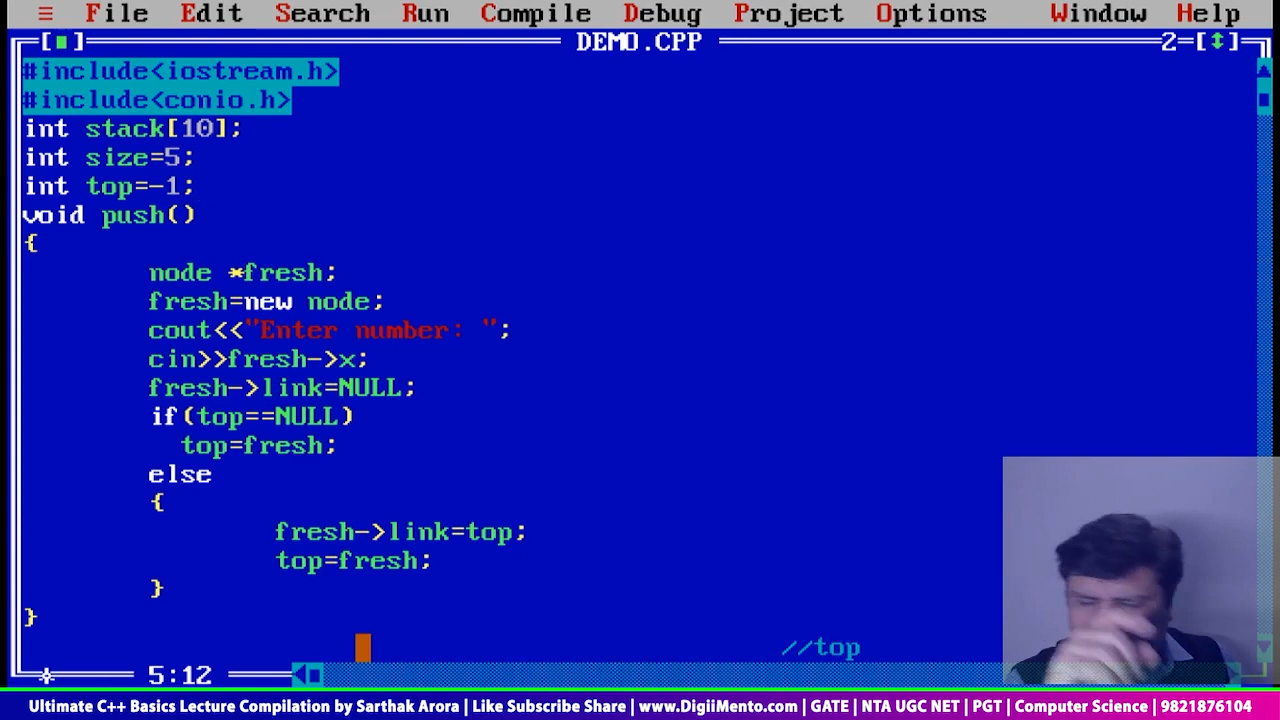 ≡ File Edit Search Run Compile Debug Project Options Window Help
[■] DEMO.CPP 2=[↕]
#include<iostream.h>
#include<conio.h>
int stack[10];
int size=5;
int top=-1;
void push()
{
node *fresh;
fresh=new node;
cout<<"Enter number: ";
cin>>fresh->x;
fresh->link=NULL;
if(top==NULL)
top=fresh;
else
{
fresh->link=top;
top=fresh;
}
}
//top
5:12
Ultimate C++ Basics Lecture Compilation by Sarthak Arora | Like Subscribe Share | www.DigiiMento.com | GATE | NTA UGC NET | PGT | Computer Science | 9821876104